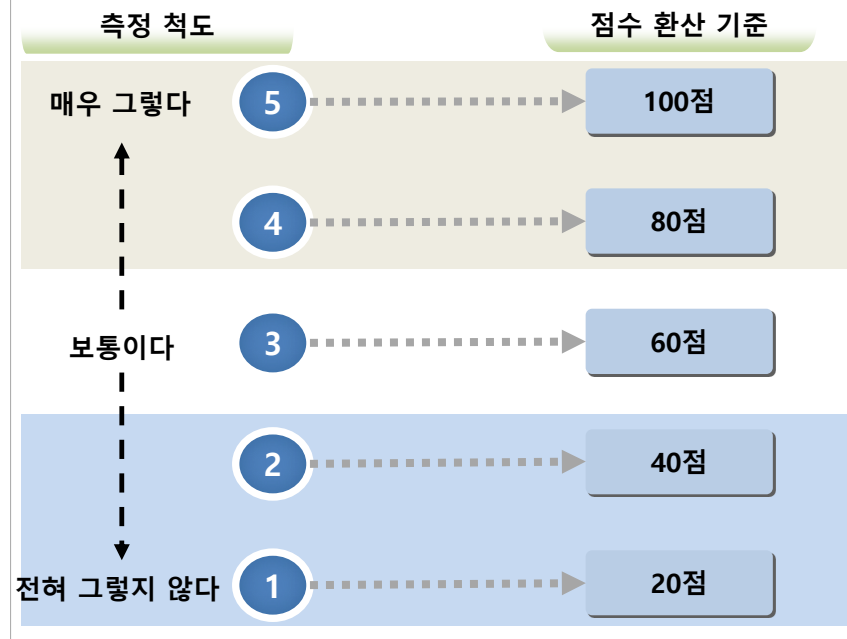 측정 척도
점수 환산 기준
매우 그렇다
5
100점
4
80점
보통이다
3
60점
2
40점
전혀 그렇지 않다
1
20점